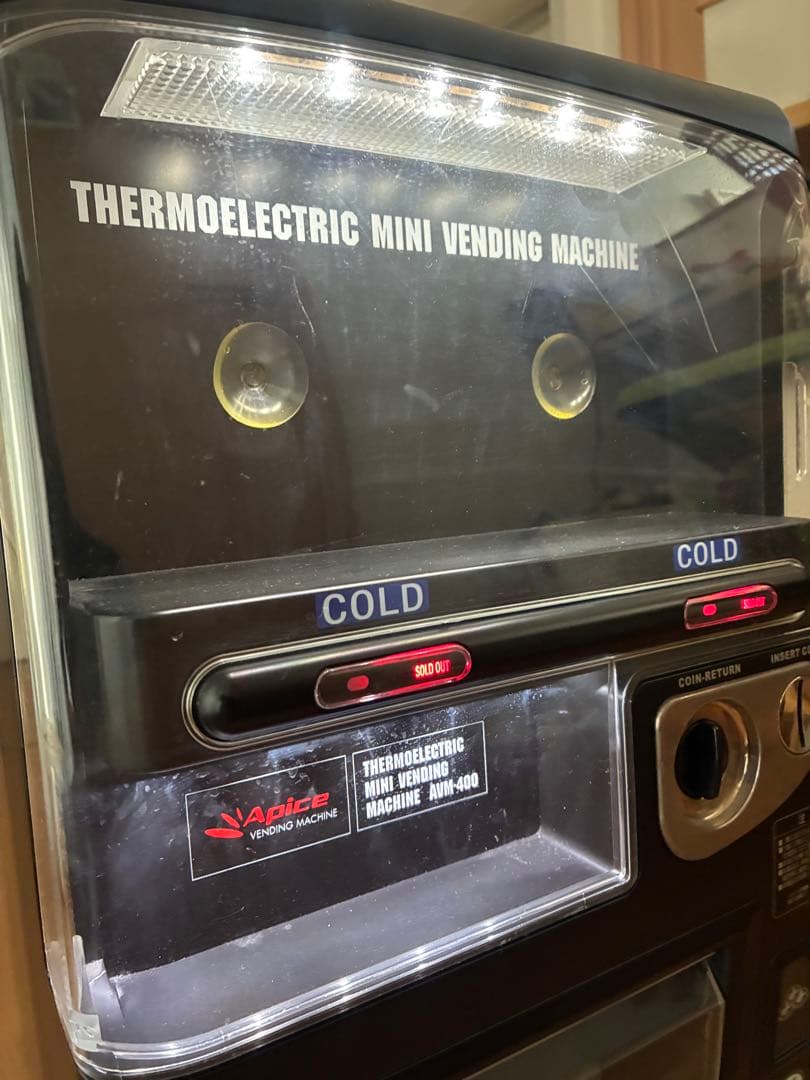 THERMOELECTRIC MINI VENDING MACHINE
COLD
COLD
SOLD OUT
COIN-RETURN
Apice
VENDING MACHINE
THERMOELECTRIC
MINI VENDING
MACHINE AVM-400